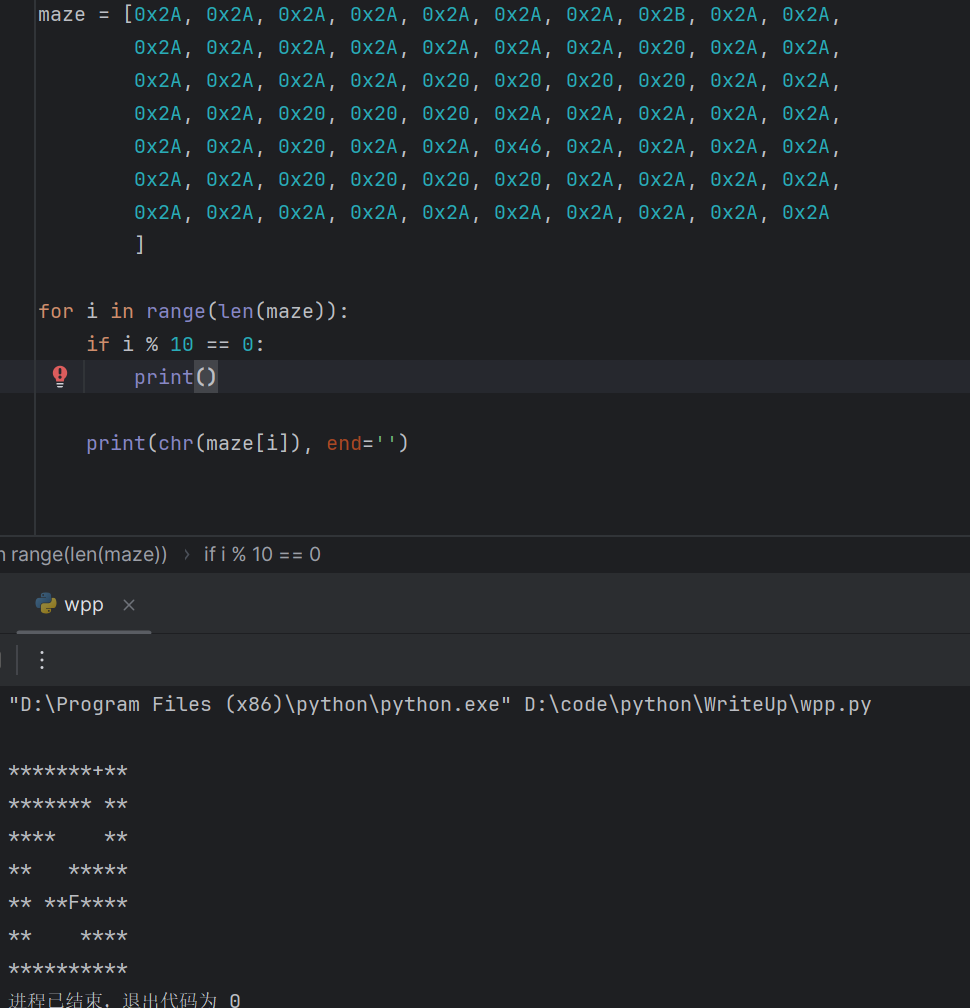 maze = [0x2A, 0x2A, 0x2A, 0x2A, 0x2A, 0x2A, 0x2A, 0x2B, 0x2A, 0x2A,
        0x2A, 0x2A, 0x2A, 0x2A, 0x2A, 0x2A, 0x2A, 0x20, 0x2A, 0x2A,
        0x2A, 0x2A, 0x2A, 0x2A, 0x20, 0x20, 0x20, 0x20, 0x2A, 0x2A,
        0x2A, 0x2A, 0x20, 0x20, 0x20, 0x2A, 0x2A, 0x2A, 0x2A, 0x2A,
        0x2A, 0x2A, 0x20, 0x2A, 0x2A, 0x46, 0x2A, 0x2A, 0x2A, 0x2A,
        0x2A, 0x2A, 0x20, 0x20, 0x20, 0x20, 0x2A, 0x2A, 0x2A, 0x2A,
        0x2A, 0x2A, 0x2A, 0x2A, 0x2A, 0x2A, 0x2A, 0x2A, 0x2A, 0x2A
        ]
for i in range(len(maze)):
    if i % 10 == 0:
        print()
    print(chr(maze[i]), end='')
n range(len(maze)) › if i % 10 == 0
wpp
"D:\Program Files (x86)\python\python.exe" D:\code\python\WriteUp\wpp.py
*******+**
******* **
****    **
**   *****
** **F****
**    ****
**********
进程已结束，退出代码为 0